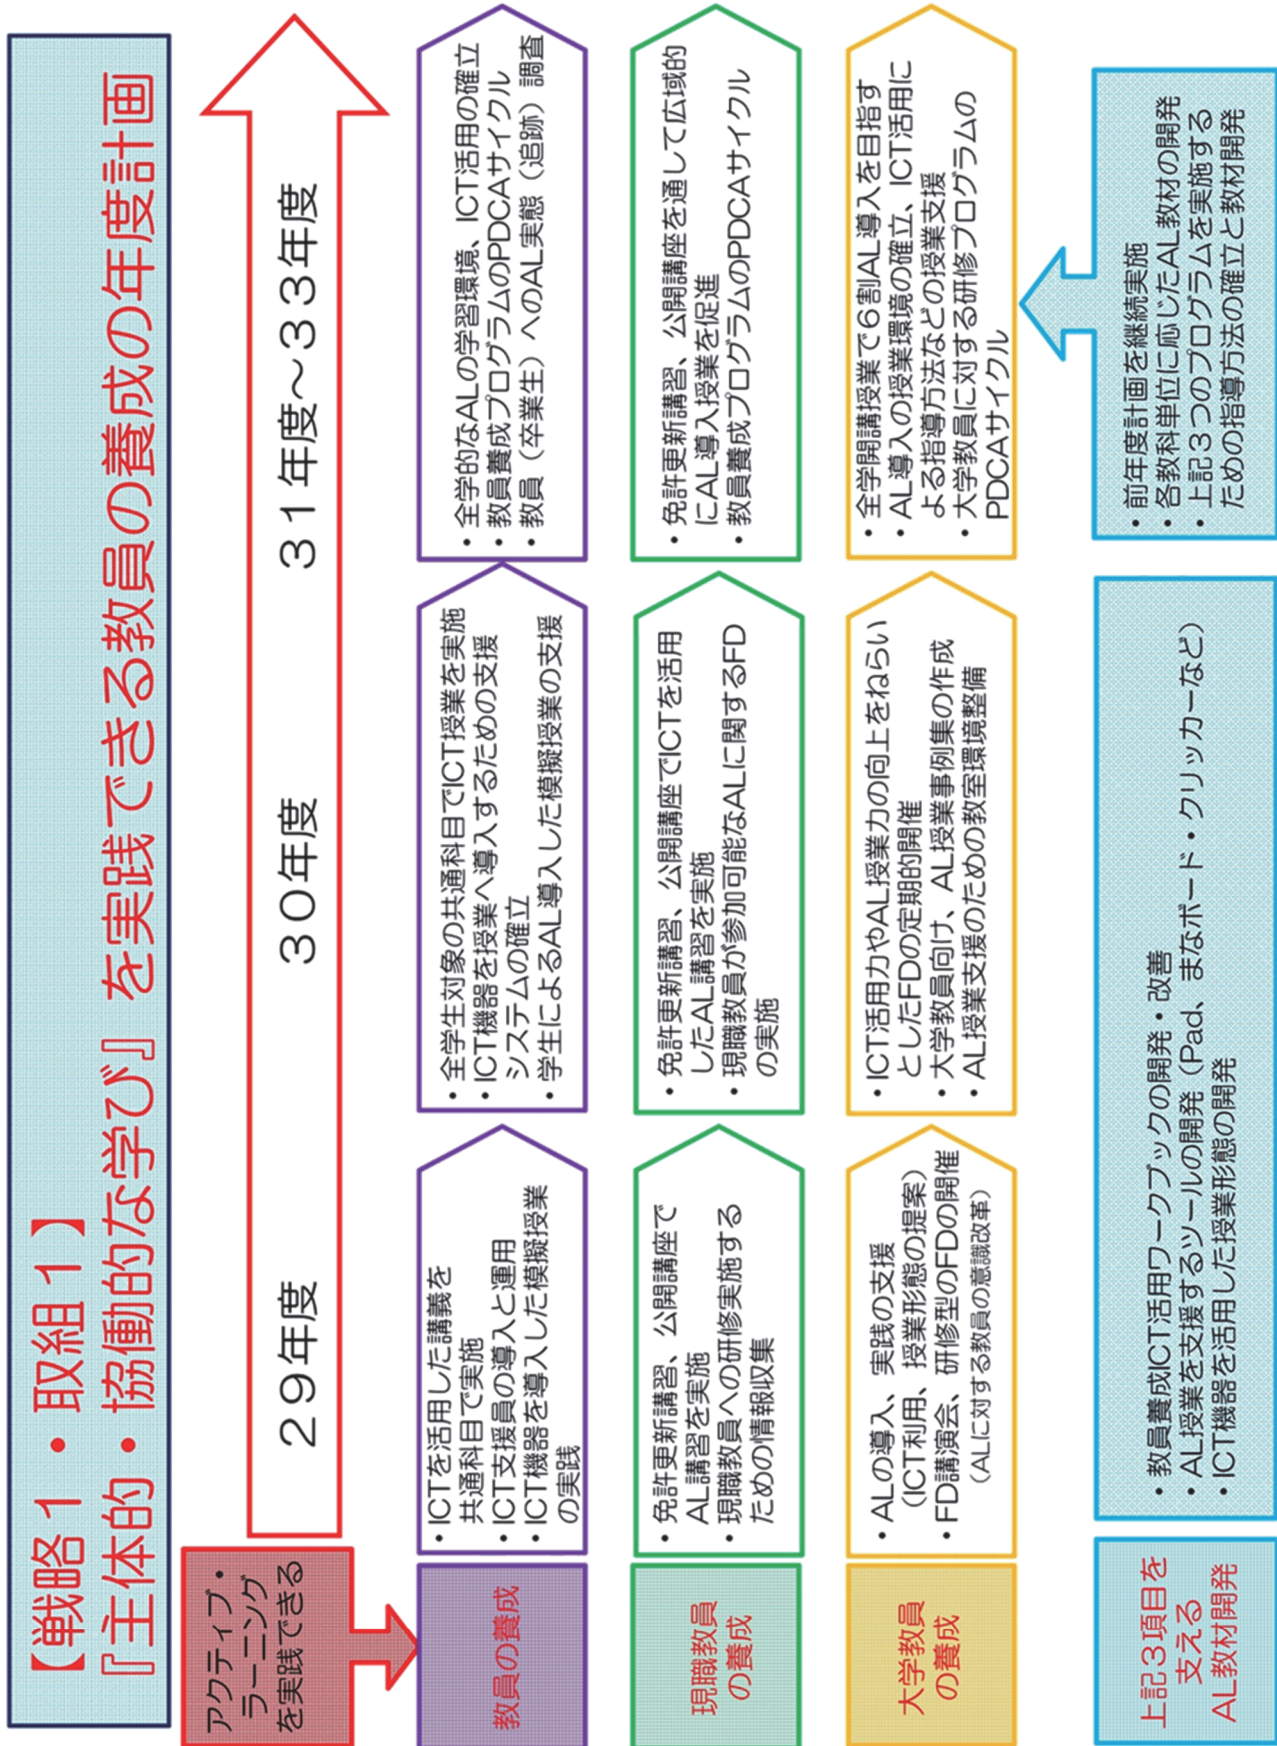 【戦略1・取組1】
『主体的・協働的な学び』を実践できる教員の養成の年度計画
アクティブ・
ラーニング
を実践できる
29年度
30年度
31年度～33年度
教員の養成
・ICTを活用した講義を
共通科目で実施
・ICT支援員の導入と運用
・ICT機器を導入した模擬授業
の実践
・全学生対象の共通科目でICT授業を実施
・ICT機器を授業へ導入するための支援
システムの確立
・学生によるAL導入した模擬授業の支援
・全学的なALの学習環境、ICT活用の確立
・教員養成プログラムのPDCAサイクル
・教員（卒業生）へのAL実態（追跡）調査
現職教員
の養成
・免許更新講習、公開講座で
AL講習を実施
・現職教員への研修実施する
ための情報収集
・免許更新講習、公開講座でICTを活用
したAL講習を実施
・現職教員が参加可能なALに関するFD
の実施
・免許更新講習、公開講座を通して広域的
にAL導入授業を促進
・教員養成プログラムのPDCAサイクル
大学教員
の養成
・ALの導入、実践の支援
（ICT利用、授業形態の提案）
・FD講演会、研修型のFDの開催
（ALに対する教員の意識改革）
・ICT活用力やAL授業力の向上をねらい
としたFDの定期的開催
・大学教員向け、AL授業事例集の作成
・AL授業支援のための教室環境整備
・全学開講授業で6割AL導入を目指す
・AL導入の授業環境の確立、ICT活用に
よる指導方法などの授業支援
・大学教員に対する研修プログラムの
PDCAサイクル
上記3項目を
支える
AL教材開発
・教員養成ICT活用ワークブックの開発・改善
・AL授業を支援するツールの開発（Pad、まなボード・クリッカーなど）
・ICT機器を活用した授業形態の開発
・前年度計画を継続実施
・各教科単位に応じたAL教材の開発
・上記3つのプログラムを実施する
ための指導方法の確立と教材開発